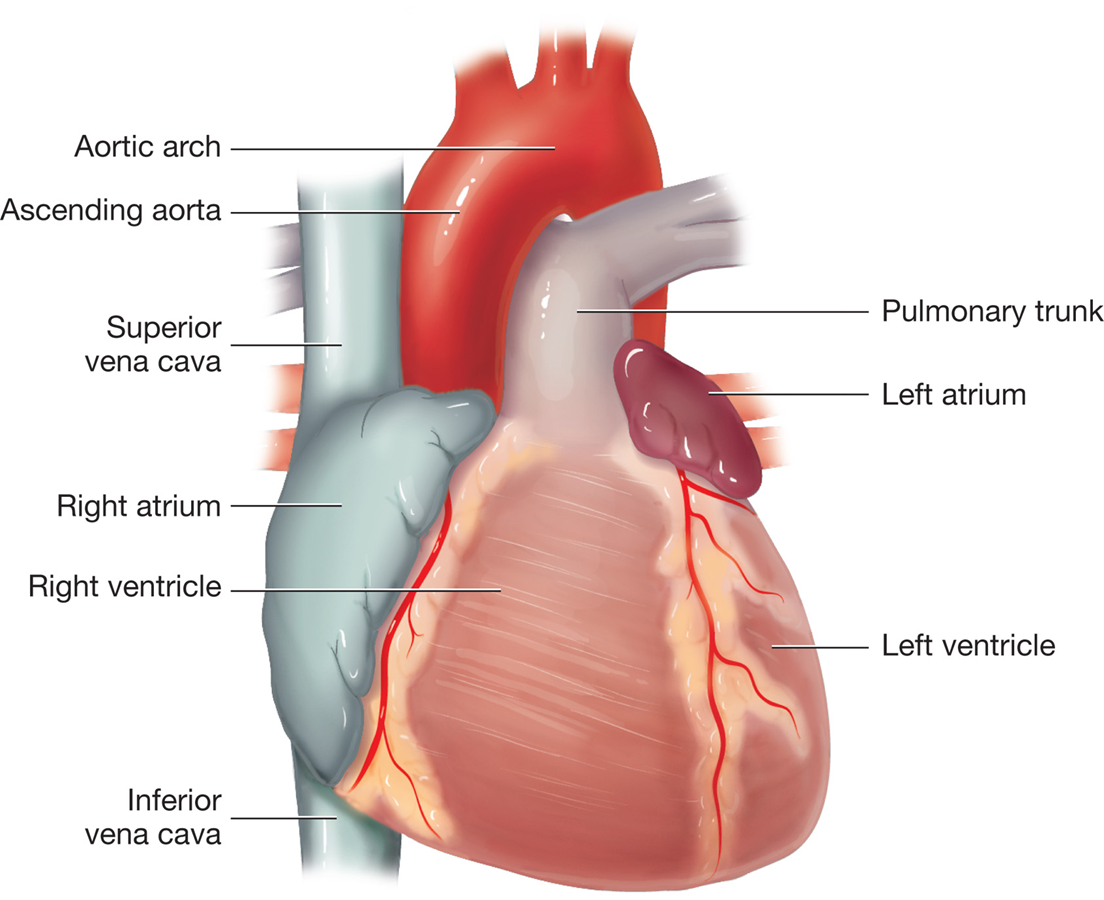 Aortic arch
Ascending aorta
Superior
vena cava
Right atrium
Right ventricle
Inferior
vena cava
Pulmonary trunk
Left atrium
Left ventricle